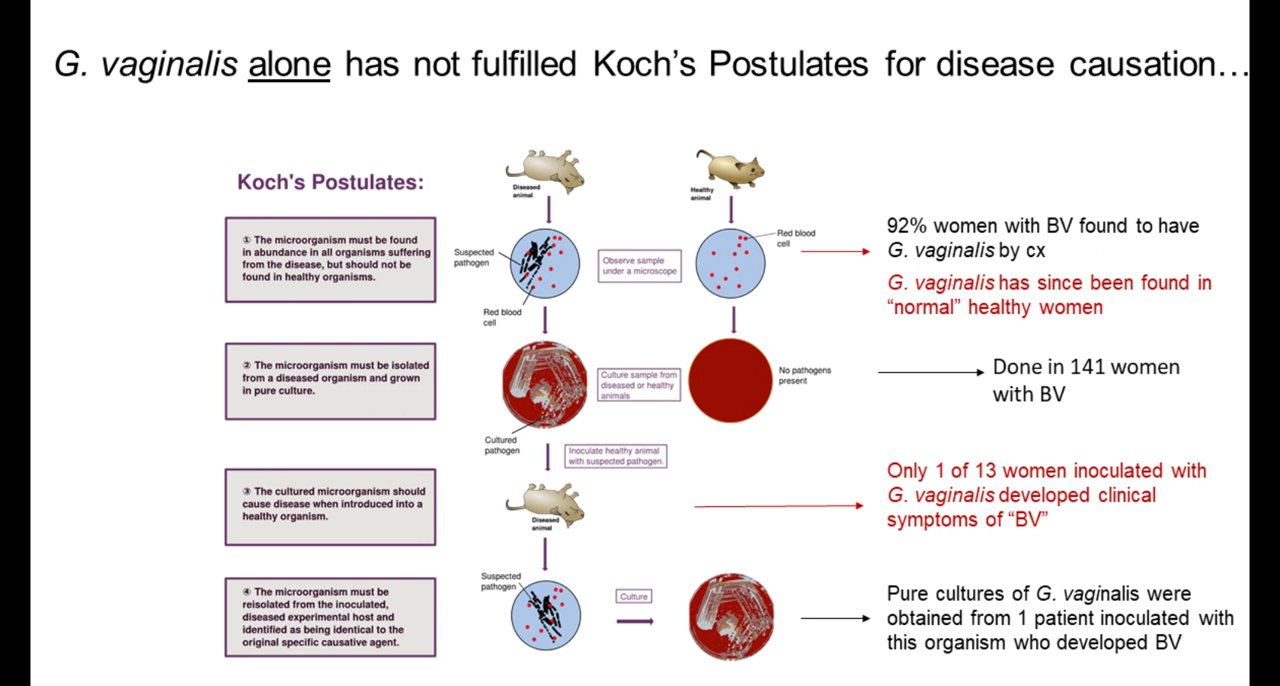 G. vaginalis alone has not fulfilled Koch's Postulates for disease causation…
Koch's Postulates:
① The microorganism must be found
in abundance in all organisms suffering
from the disease, but should not be
found in healthy organisms.
Diseased
animal
Healthy
animal
Suspected
pathogen
Red blood
cell
Observe sample
under a microscope
Red blood
cell
92% women with BV found to have
G. vaginalis by cx
G. vaginalis has since been found in
“normal” healthy women
② The microorganism must be isolated
from a diseased organism and grown
in pure culture.
Culture sample from
diseased or healthy
animals
No pathogens
present
Done in 141 women
with BV
Cultured
pathogen
Inoculate healthy animal
with suspected pathogen.
③ The cultured microorganism should
cause disease when introduced into a
healthy organism.
Diseased
animal
Only 1 of 13 women inoculated with
G. vaginalis developed clinical
symptoms of “BV”
④ The microorganism must be
reisolated from the inoculated,
diseased experimental host and
identified as being identical to the
original specific causative agent.
Suspected
pathogen
Culture
Pure cultures of G. vaginalis were
obtained from 1 patient inoculated with
this organism who developed BV